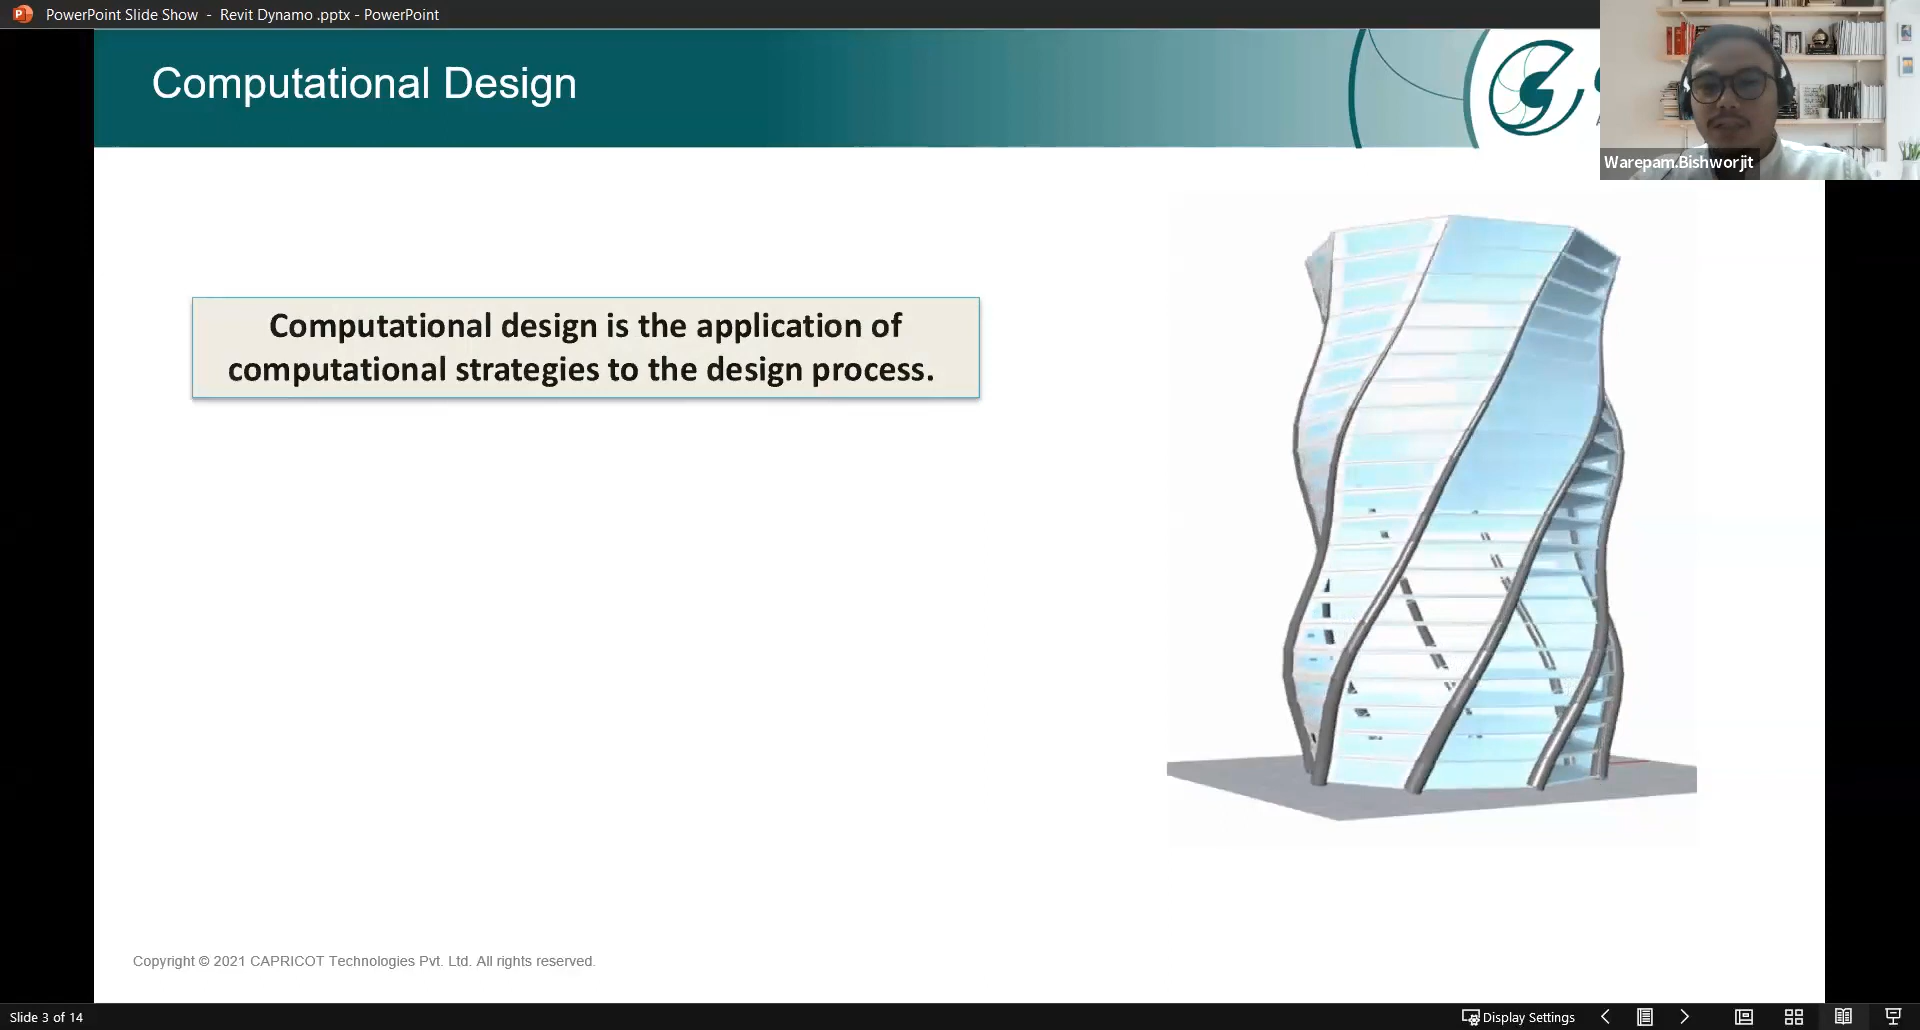 PowerPoint Slide Show - Revit Dynamo .pptx - PowerPoint
Computational Design
Warepam.Bishworjit
Computational design is the application of
computational strategies to the design process.
Copyright © 2021 CAPRICOT Technologies Pvt. Ltd. All rights reserved.
Slide 3 of 14
Display Settings